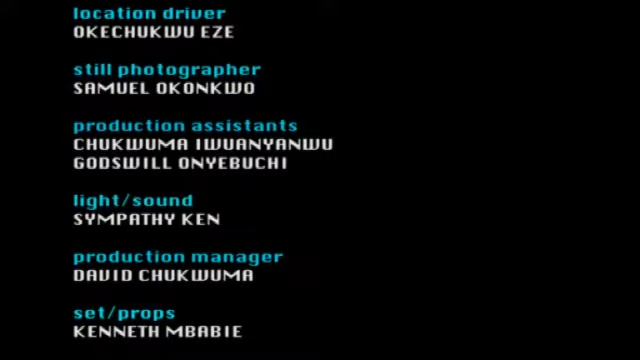 location driver
OKECHUKWU EZE
still photographer
SAMUEL OKONKWO
production assistants
CHUKWUMA IWUANYANWU
GODSWILL ONYEBUCHI
light/sound
SYMPATHY KEN
production manager
DAVID CHUKWUMA
set/props
KENNETH MBABIE